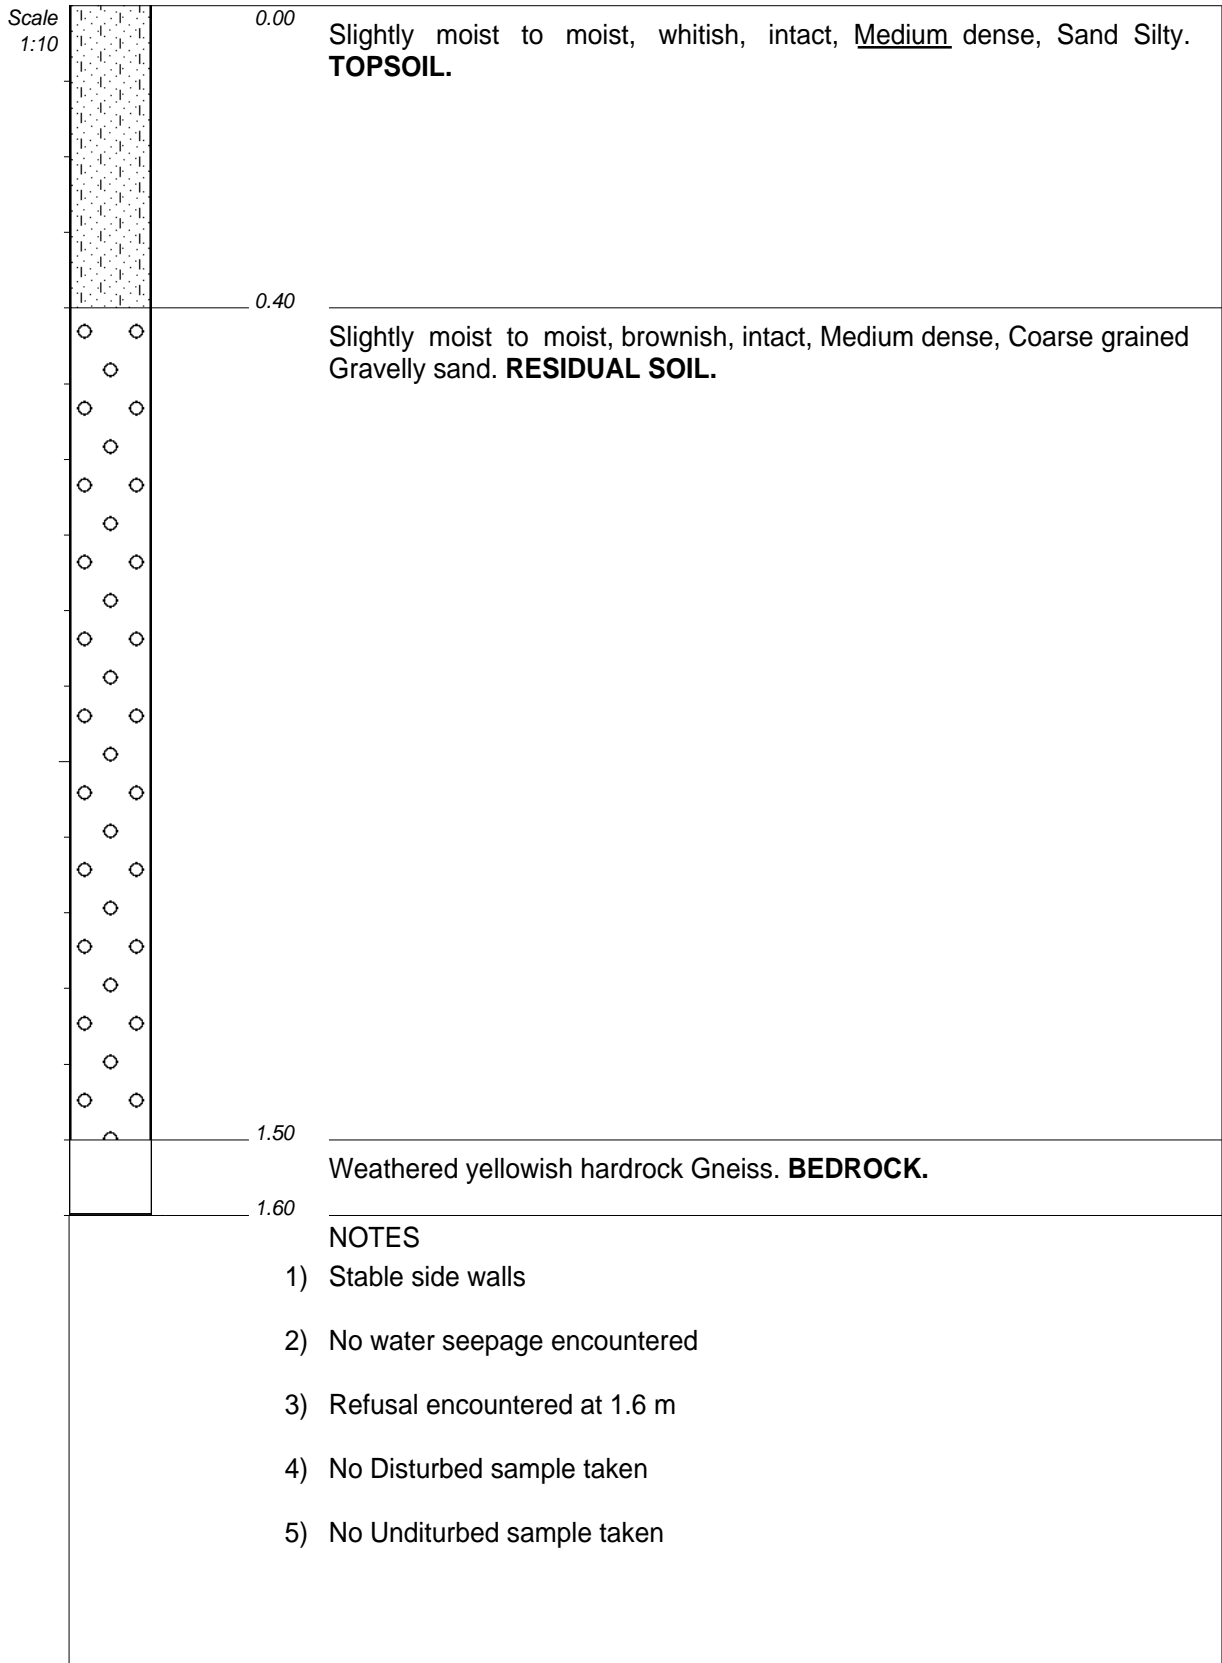 Scale
1:10
0.00
Slightly moist to moist, whitish, intact, Medium dense, Sand Silty.
TOPSOIL.
0.40
Slightly moist to moist, brownish, intact, Medium dense, Coarse grained
Gravelly sand. RESIDUAL SOIL.
1.50
Weathered yellowish hardrock Gneiss. BEDROCK.
1.60
NOTES
1) Stable side walls
2) No water seepage encountered
3) Refusal encountered at 1.6 m
4) No Disturbed sample taken
5) No Unditurbed sample taken